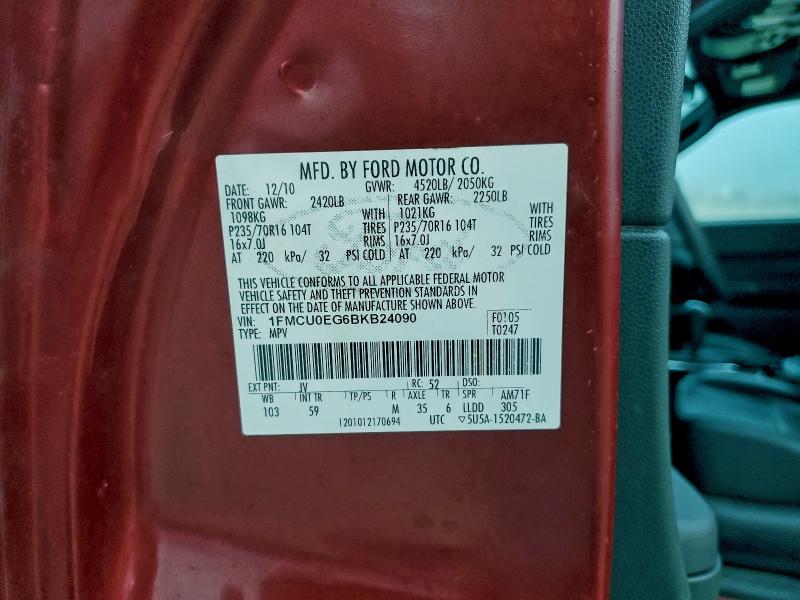 MFD. BY FORD MOTOR CO.
DATE: 12/10 GVWR: 4520LB/ 2050KG
FRONT GAWR: 2420LB REAR GAWR: 2250LB
1098KG WITH 1021KG WITH
P235/70R16 104T TIRES P235/70R16 104T TIRES
16x7.0J RIMS 16x7.0J RIMS
AT 220 kPa/ 32 PSI COLD AT 220 kPa/ 32 PSI COLD
THIS VEHICLE CONFORMS TO ALL APPLICABLE FEDERAL MOTOR
VEHICLE SAFETY AND THEFT PREVENTION STANDARDS IN
EFFECT ON THE DATE OF MANUFACTURE SHOWN ABOVE.
VIN: 1FMCU0EG6BKB24090 F0105
TYPE: MPV T0247
EXT PNT: JV RC: 52 DSO:
WB INT TR TP/PS R AXLE TR SPR AM71F
103 59 M 35 6 LLDD 305
1201012170694 UTC ▽5U5A-1520472-BA